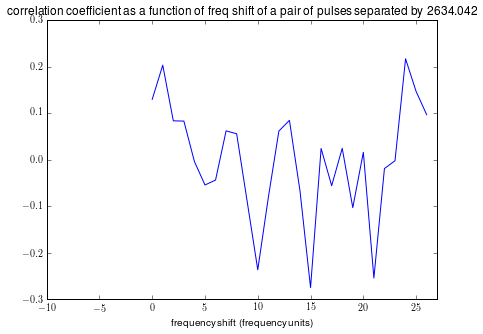 correlation coefficient as a function of freq shift of a pair of pulses separated by 2634.042
0.3
0.2
0.1
0.0
−0.1
−0.2
−0.3
−10 −5 0 5 10 15 20 25
frequency shift (frequency units)